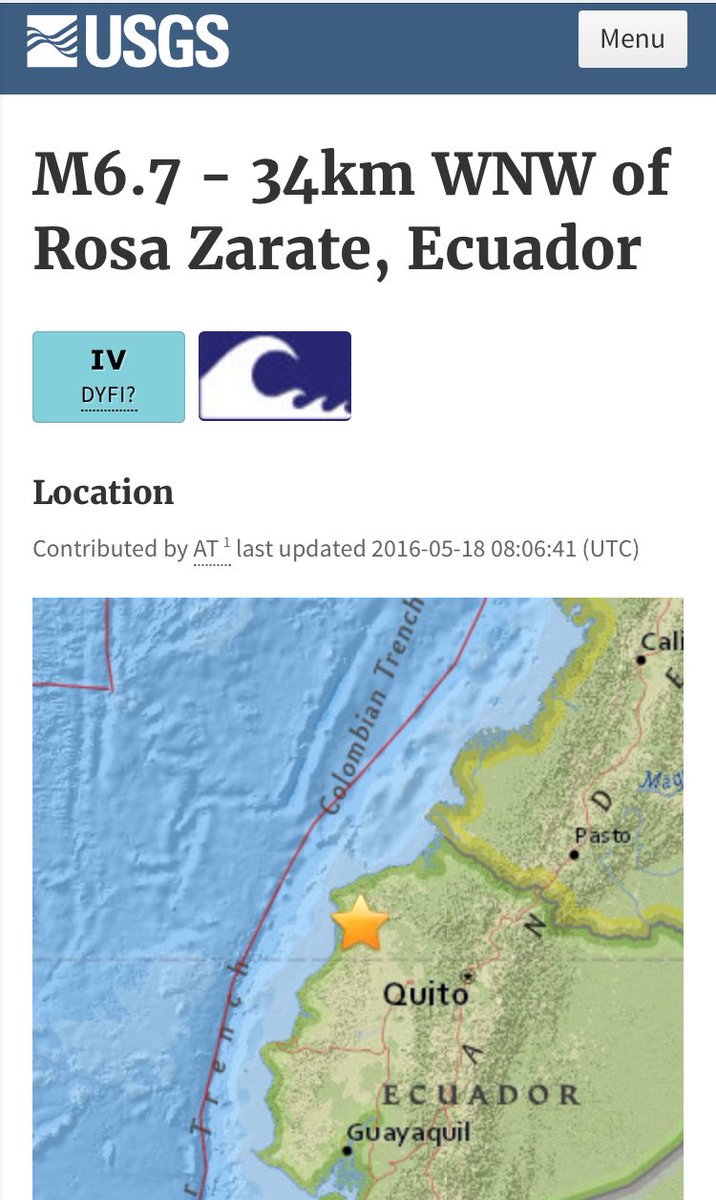 USGS
Menu
M6.7 - 34km WNW of
Rosa Zarate, Ecuador
IV
DYFI?
Location
Contributed by AT 1 last updated 2016-05-18 08:06:41 (UTC)
Colombian Trench
Cali
E
D
Pasto
N
Quito
A
Trench
ECUADOR
Guayaquil